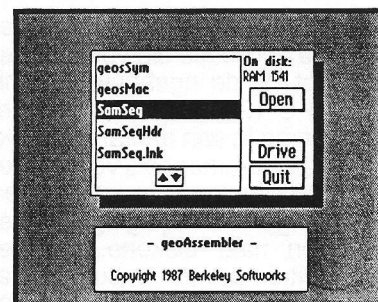 geosSym
geosMac
SamSeq
SamSeqHdr
SamSeq.lnk
On disk:
RAM 1541
Open
Drive
Quit
- geoAssembler -
Copyright 1987 Berkeley Softworks